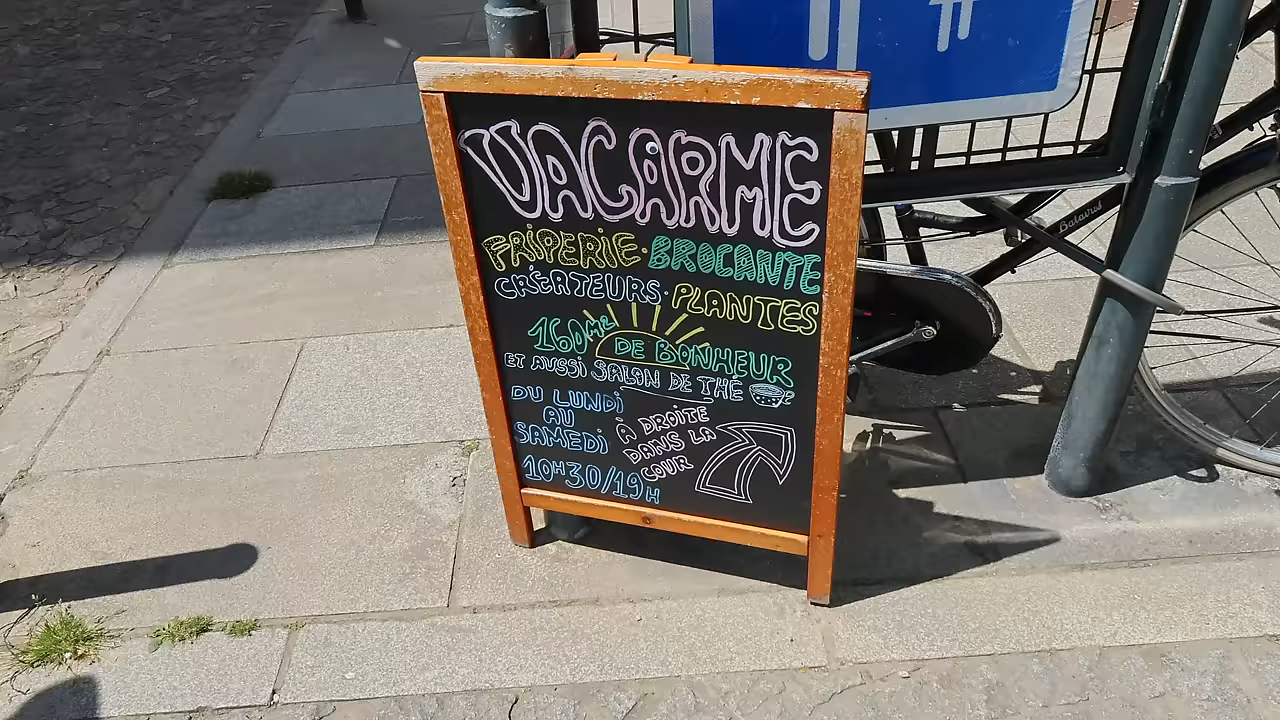 VACARME
FRIPERIE · BROCANTE
CRÉATEURS · PLANTES
160M2 DE BONHEUR
ET AUSSI SALON DE THÉ
DU LUNDI
AU
SAMEDI
10H30/19H
À DROITE
DANS LA
COUR
Batavus